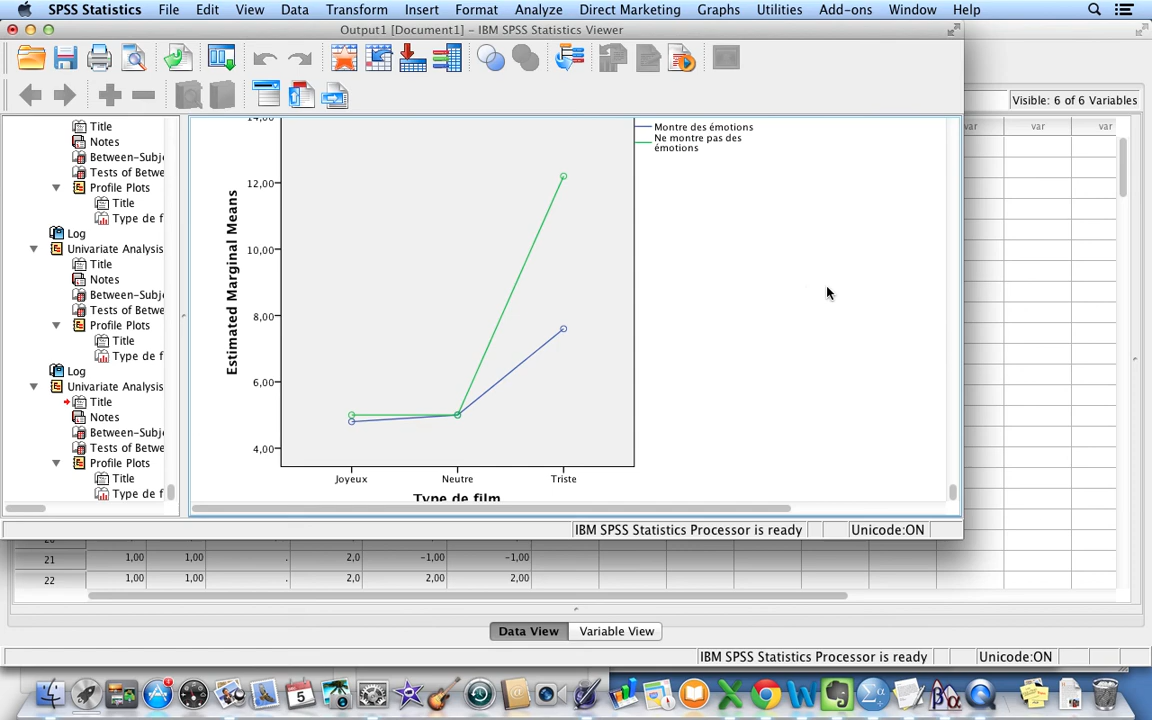 SPSS Statistics File Edit View Data Transform Insert Format Analyze Direct Marketing Graphs Utilities Add-ons Window Help
Output1 [Document1] – IBM SPSS Statistics Viewer
Visible: 6 of 6 Variables
var var var
Title
Notes
Between-Subje
Tests of Betwe
Profile Plots
Title
Type de f
Log
Univariate Analysis
Title
Notes
Between-Subje
Tests of Betwe
Profile Plots
Title
Type de f
Log
Univariate Analysis
Title
Notes
Between-Subje
Tests of Betwe
Profile Plots
Title
Type de f
Montre des émotions
Ne montre pas des
émotions
Estimated Marginal Means
14,00
12,00
10,00
8,00
6,00
4,00
Joyeux Neutre Triste
Type de film
IBM SPSS Statistics Processor is ready Unicode:ON
21 1,00 1,00 . 2,0 -1,00 -1,00
22 1,00 1,00 . 2,0 2,00 2,00
Data View Variable View
IBM SPSS Statistics Processor is ready Unicode:ON